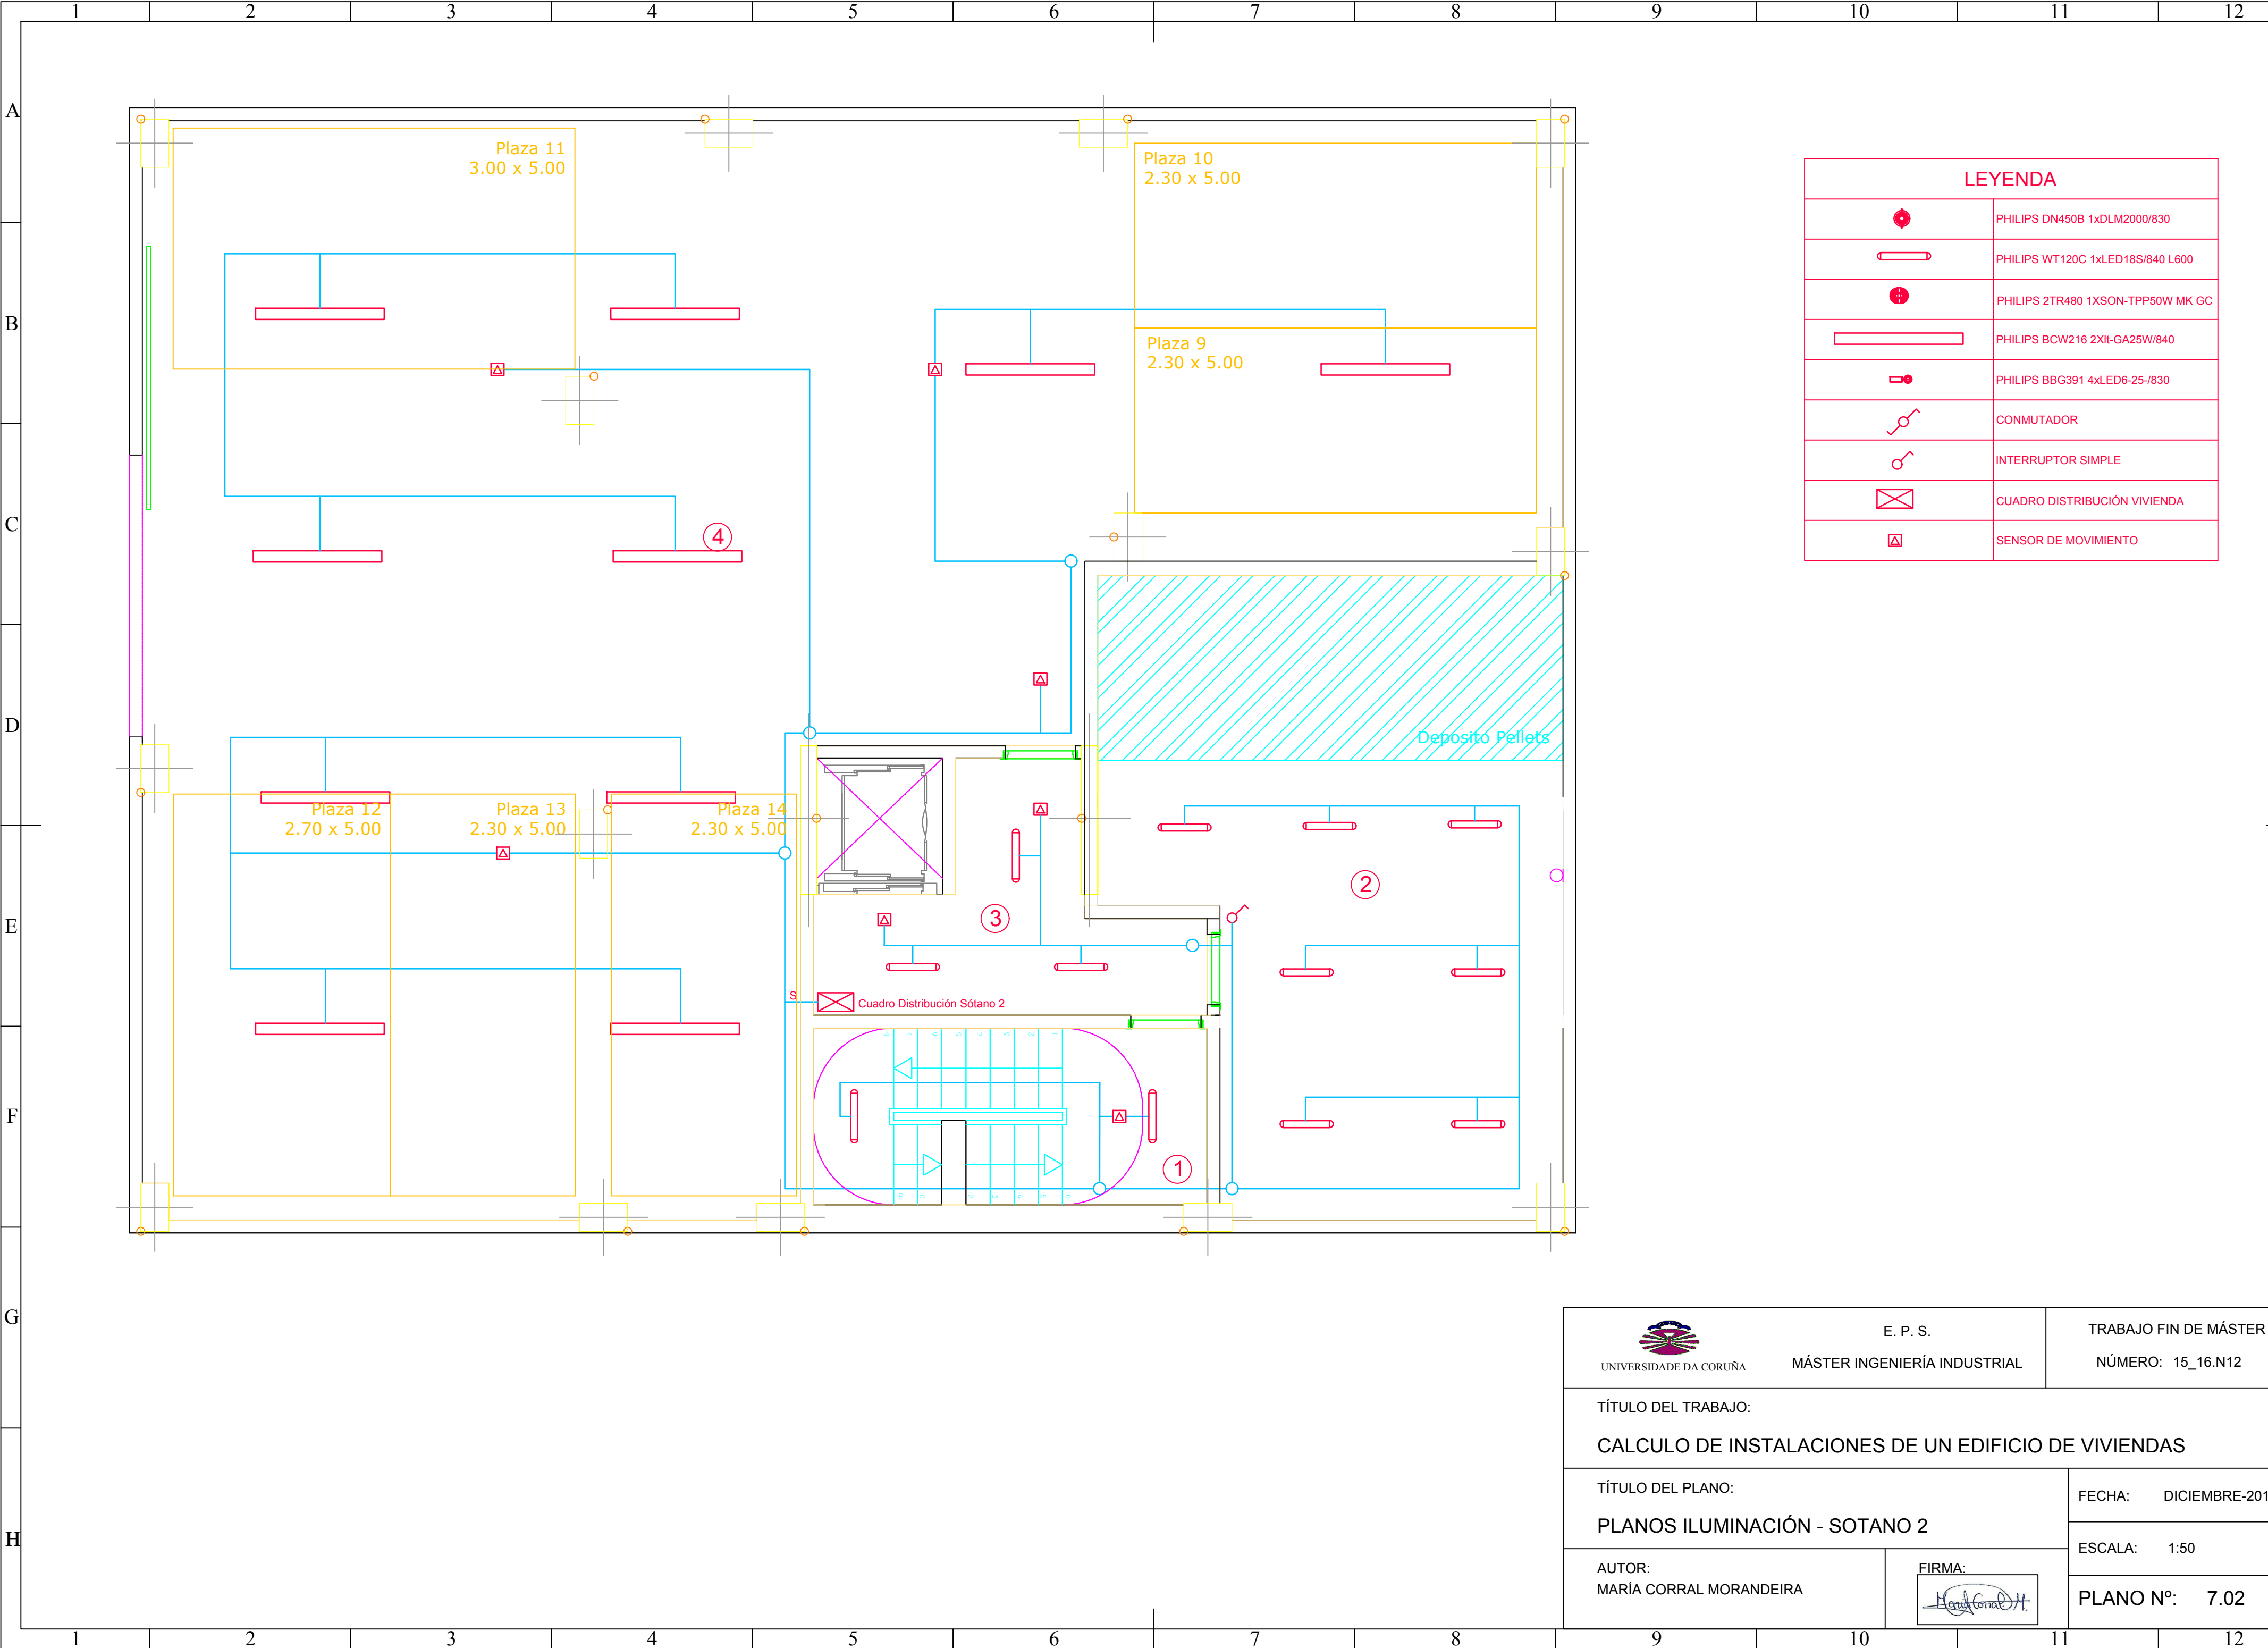 1 2 3 4 5 6 7 8 9 10 11 12
A
B
C
D
E
F
G
H
Plaza 11
3.00 x 5.00
Plaza 10
2.30 x 5.00
Plaza 9
2.30 x 5.00
4
Deposito Pellets
Plaza 12
2.70 x 5.00
Plaza 13
2.30 x 5.00
Plaza 14
2.30 x 5.00
2
3
S
Cuadro Distribución Sótano 2
1
LEYENDA
PHILIPS DN450B 1xDLM2000/830
PHILIPS WT120C 1xLED18S/840 L600
PHILIPS 2TR480 1XSON-TPP50W MK GC
PHILIPS BCW216 2XIt-GA25W/840
PHILIPS BBG391 4xLED6-25-/830
CONMUTADOR
INTERRUPTOR SIMPLE
CUADRO DISTRIBUCIÓN VIVIENDA
SENSOR DE MOVIMIENTO
UNIVERSIDADE DA CORUÑA
E. P. S.
MÁSTER INGENIERÍA INDUSTRIAL
TRABAJO FIN DE MÁSTER
NÚMERO: 15_16.N12
TÍTULO DEL TRABAJO:
CALCULO DE INSTALACIONES DE UN EDIFICIO DE VIVIENDAS
TÍTULO DEL PLANO:
PLANOS ILUMINACIÓN - SOTANO 2
FECHA: DICIEMBRE-201
ESCALA: 1:50
AUTOR:
MARÍA CORRAL MORANDEIRA
FIRMA:
María Corral M.
PLANO Nº: 7.02
1 2 3 4 5 6 7 8 9 10 11 12